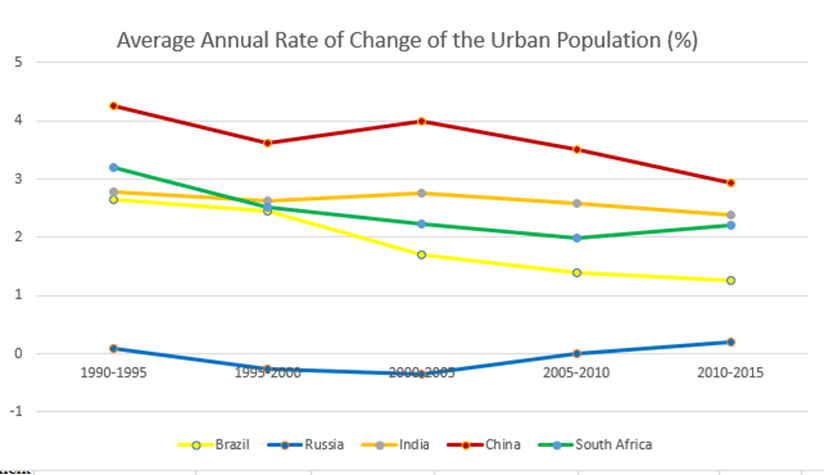 Average Annual Rate of Change of the Urban Population (%)
5
4
3
2
1
0
-1
1990-1995 1995-2000 2000-2005 2005-2010 2010-2015
Brazil Russia India China South Africa